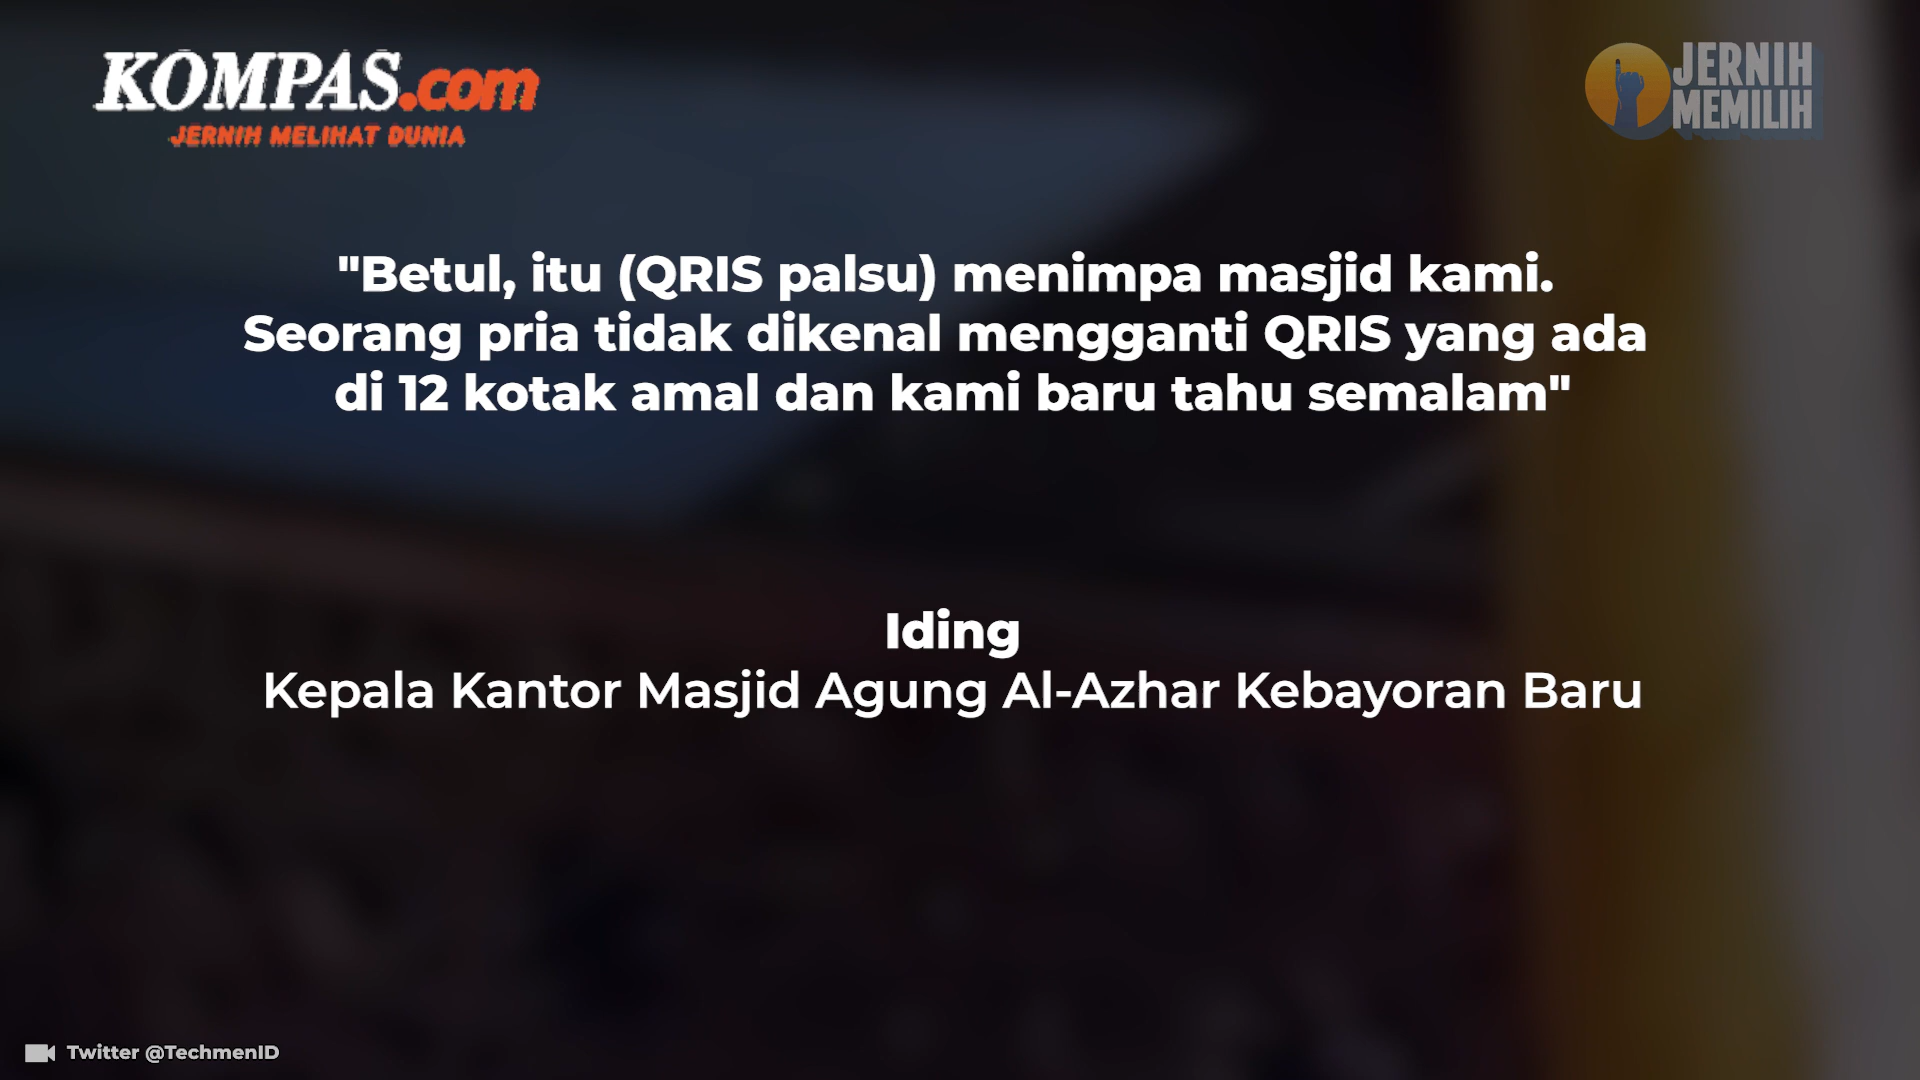 KOMPAS.com
JERNIH MELIHAT DUNIA
JERNIH
MEMILIH
"Betul, itu (QRIS palsu) menimpa masjid kami.
Seorang pria tidak dikenal mengganti QRIS yang ada
di 12 kotak amal dan kami baru tahu semalam"
Iding
Kepala Kantor Masjid Agung Al-Azhar Kebayoran Baru
Twitter @TechmenID